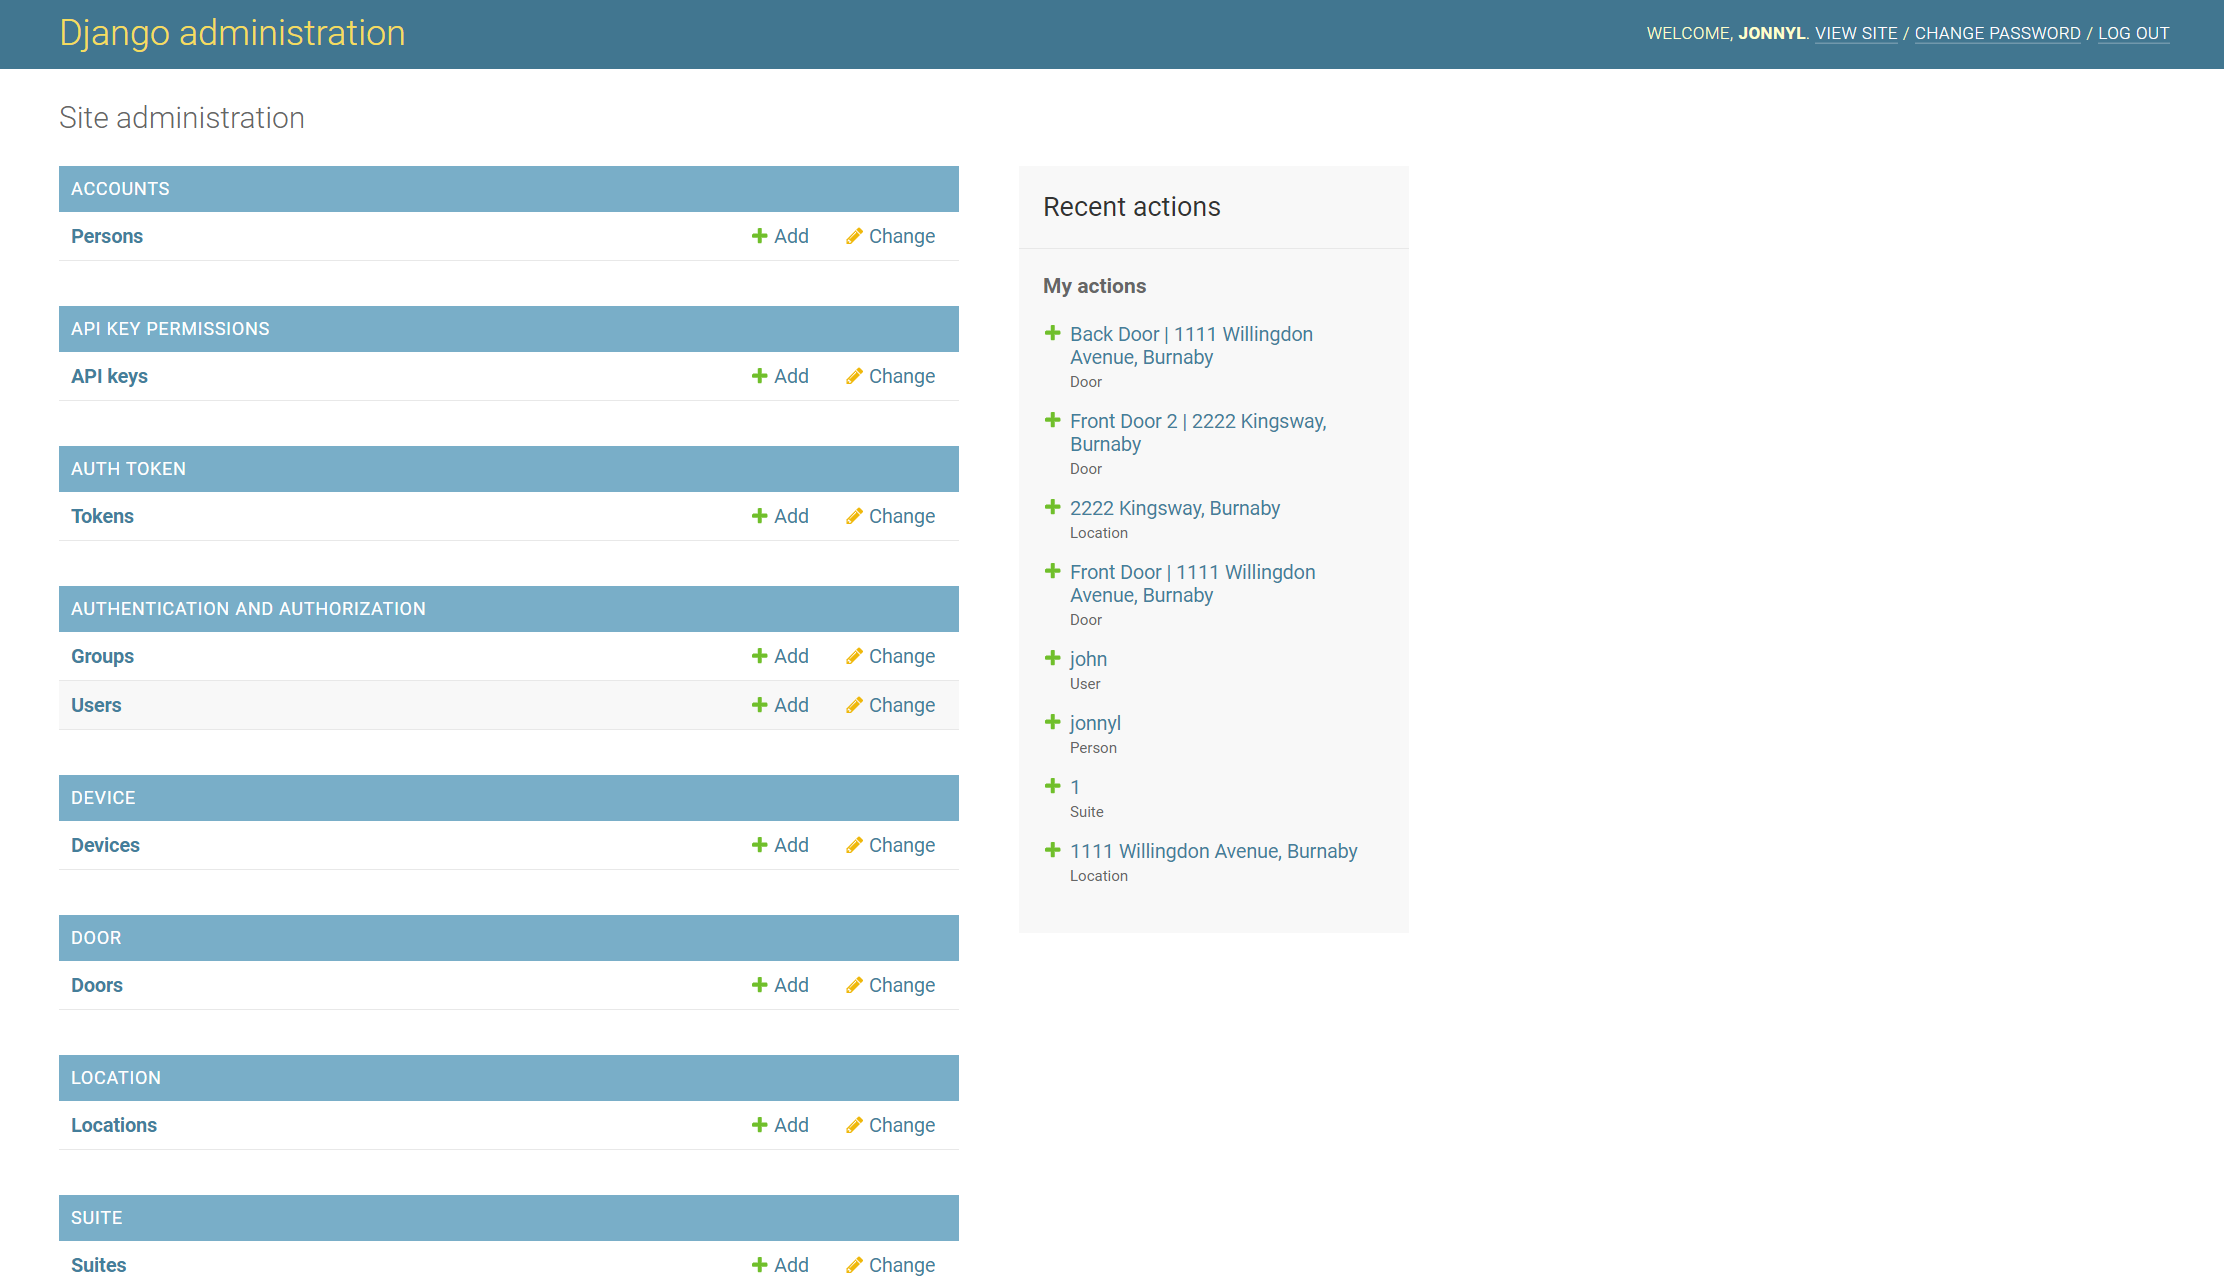 Django administration
WELCOME, JONNYL. VIEW SITE / CHANGE PASSWORD / LOG OUT
Site administration
ACCOUNTS
Persons Add Change
API KEY PERMISSIONS
API keys Add Change
AUTH TOKEN
Tokens Add Change
AUTHENTICATION AND AUTHORIZATION
Groups Add Change
Users Add Change
DEVICE
Devices Add Change
DOOR
Doors Add Change
LOCATION
Locations Add Change
SUITE
Suites Add Change
Recent actions
My actions
Back Door | 1111 Willingdon
Avenue, Burnaby
Door
Front Door 2 | 2222 Kingsway,
Burnaby
Door
2222 Kingsway, Burnaby
Location
Front Door | 1111 Willingdon
Avenue, Burnaby
Door
john
User
jonnyl
Person
1
Suite
1111 Willingdon Avenue, Burnaby
Location